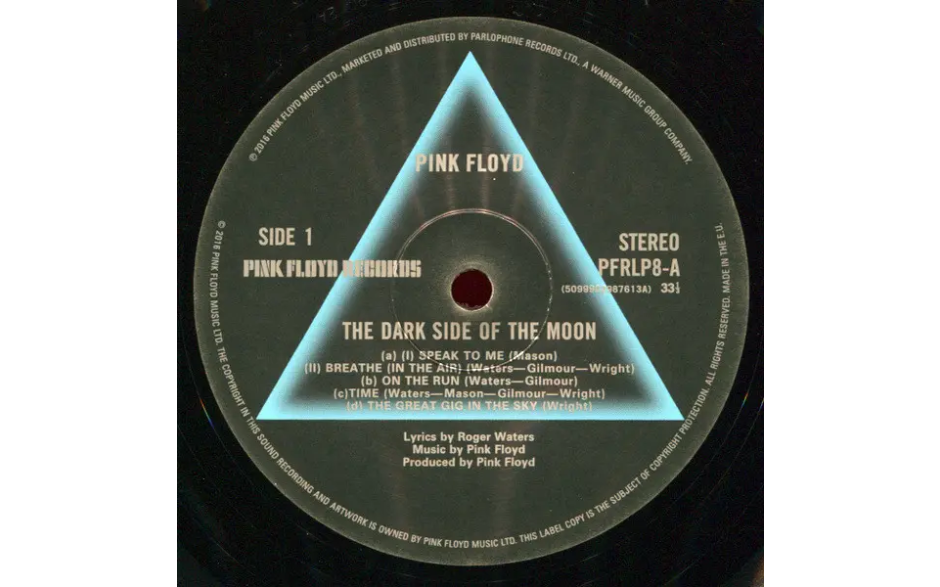 ℗ 2016 PINK FLOYD MUSIC LTD., MARKETED AND DISTRIBUTED BY PARLOPHONE RECORDS LTD., A WARNER MUSIC GROUP COMPANY.
PINK FLOYD
SIDE 1
STEREO
PINK FLOYD RECORDS
PFRLP8-A
33⅓
THE DARK SIDE OF THE MOON
(a) (I) SPEAK TO ME (Mason)
(II) BREATHE (IN THE AIR) (Waters—Gilmour—Wright)
(b) ON THE RUN (Waters—Gilmour)
(c)TIME (Waters—Mason—Gilmour—Wright)
(d) THE GREAT GIG IN THE SKY (Wright)
Lyrics by Roger Waters
Music by Pink Floyd
Produced by Pink Floyd
© 2016 PINK FLOYD MUSIC LTD. THE COPYRIGHT IN THIS SOUND RECORDING AND ARTWORK IS OWNED BY PINK FLOYD MUSIC LTD. THIS LABEL COPY IS THE SUBJECT OF COPYRIGHT PROTECTION. ALL RIGHTS RESERVED. MADE IN THE E.U.